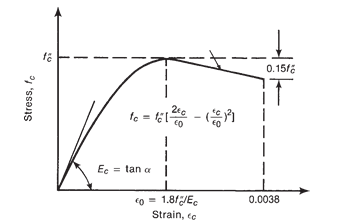 f″c
0.15f″c
Stress, fc
fc = f″c[2ϵc/ϵ0 − (ϵc/ϵ0)²]
Ec = tan α
ϵ0 = 1.8f″c/Ec
0.0038
Strain, ϵc